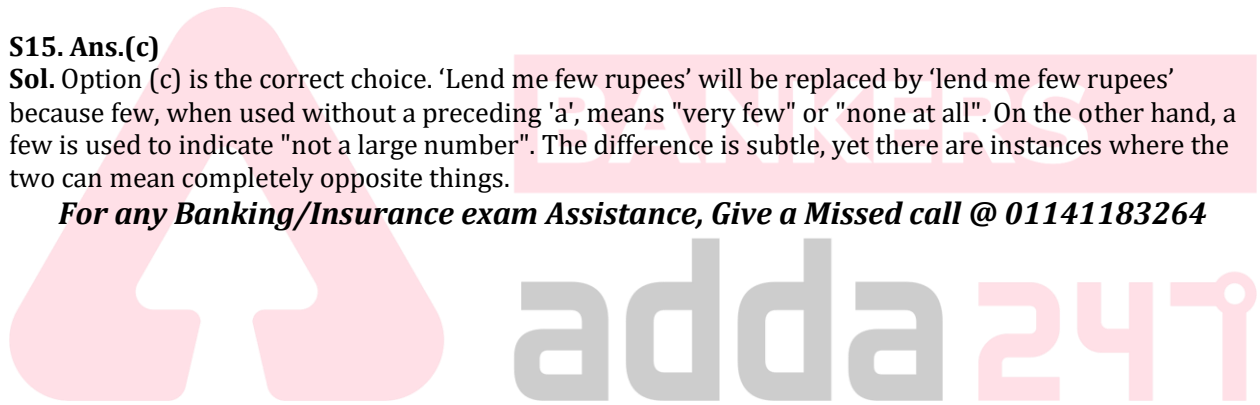 S15. Ans.(c)
Sol. Option (c) is the correct choice. ‘Lend me few rupees’ will be replaced by ‘lend me few rupees’
because few, when used without a preceding 'a', means "very few" or "none at all". On the other hand, a
few is used to indicate "not a large number". The difference is subtle, yet there are instances where the
two can mean completely opposite things.
For any Banking/Insurance exam Assistance, Give a Missed call @ 01141183264
BANKERS
adda247